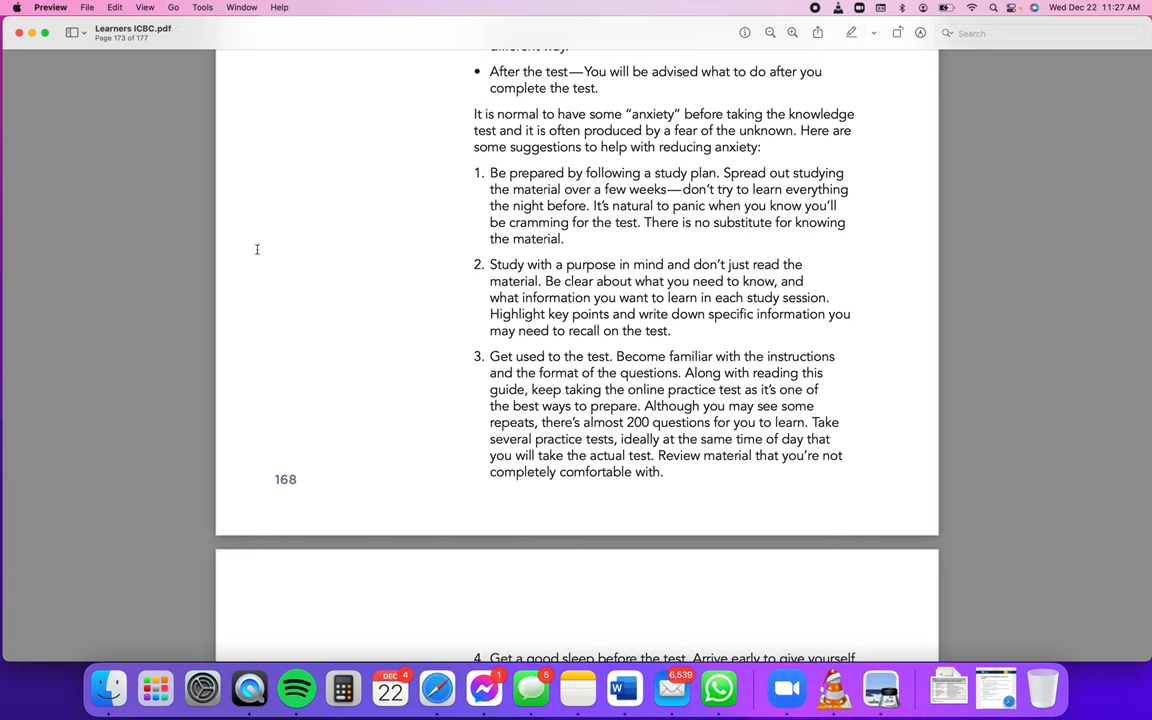 Preview File Edit View Go Tools Window Help Wed Dec 22 11:27 AM
Learners ICBC.pdf
Page 173 of 177
Search
different way.
• After the test—You will be advised what to do after you
complete the test.
It is normal to have some “anxiety” before taking the knowledge
test and it is often produced by a fear of the unknown. Here are
some suggestions to help with reducing anxiety:
1. Be prepared by following a study plan. Spread out studying
the material over a few weeks—don’t try to learn everything
the night before. It’s natural to panic when you know you’ll
be cramming for the test. There is no substitute for knowing
the material.
2. Study with a purpose in mind and don’t just read the
material. Be clear about what you need to know, and
what information you want to learn in each study session.
Highlight key points and write down specific information you
may need to recall on the test.
3. Get used to the test. Become familiar with the instructions
and the format of the questions. Along with reading this
guide, keep taking the online practice test as it’s one of
the best ways to prepare. Although you may see some
repeats, there’s almost 200 questions for you to learn. Take
several practice tests, ideally at the same time of day that
you will take the actual test. Review material that you’re not
completely comfortable with.
168
4. Get a good sleep before the test. Arrive early to give yourself
DEC 4
22
1
5
W
6,539